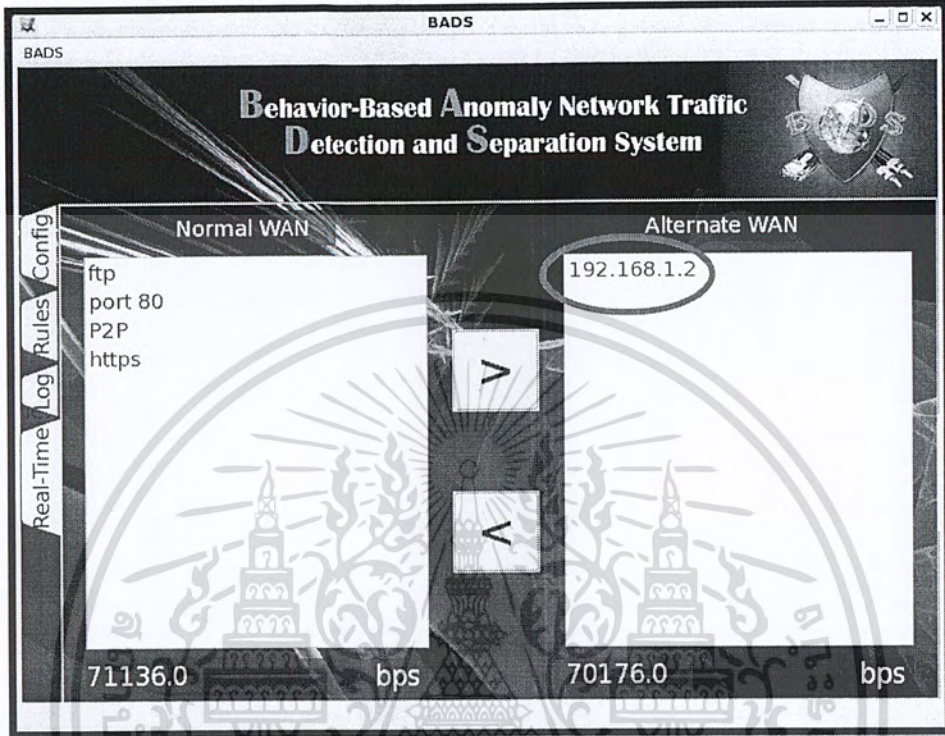 BADS
BADS
Behavior-Based Anomaly Network Traffic
Detection and Separation System
BADS
Config
Rules
Log
Real-Time
Normal WAN
ftp
port 80
P2P
https
>
<
Alternate WAN
192.168.1.2
71136.0 bps
70176.0 bps